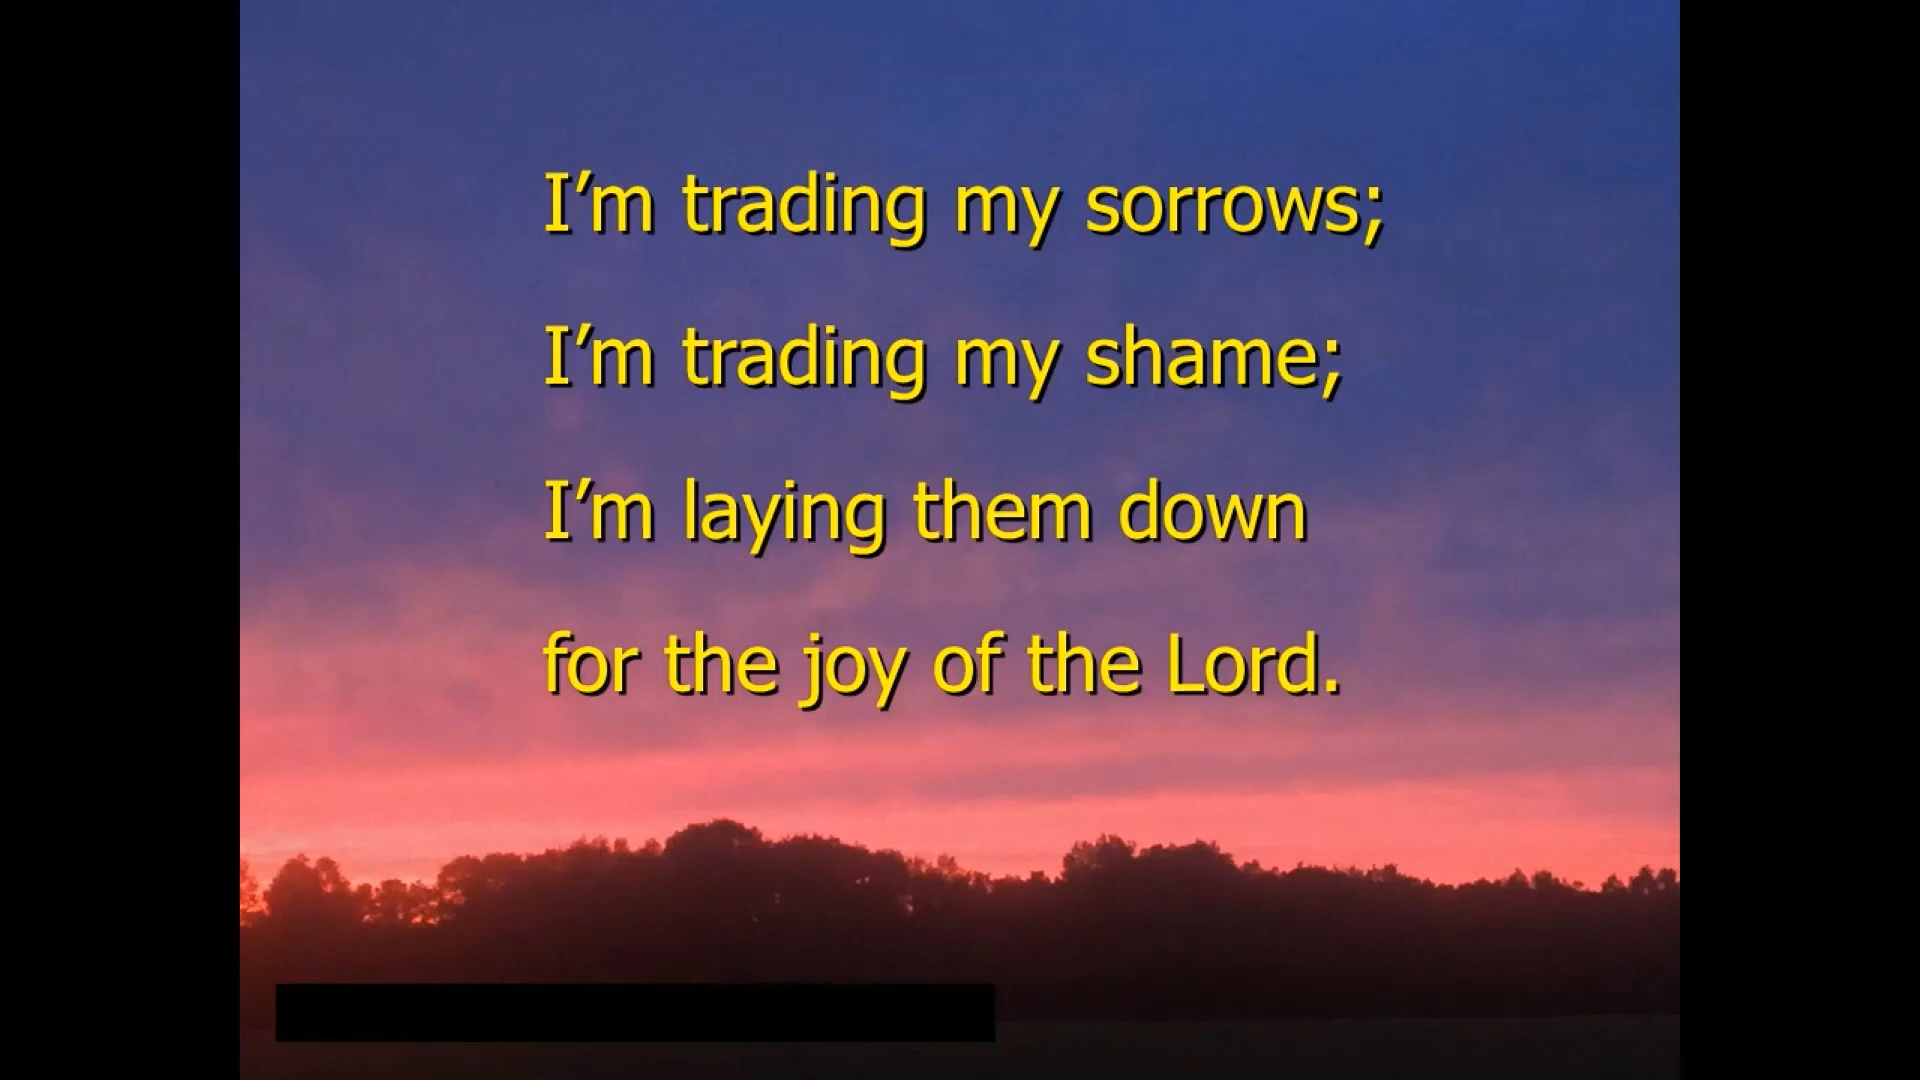 I’m trading my sorrows;
I’m trading my shame;
I’m laying them down
for the joy of the Lord.